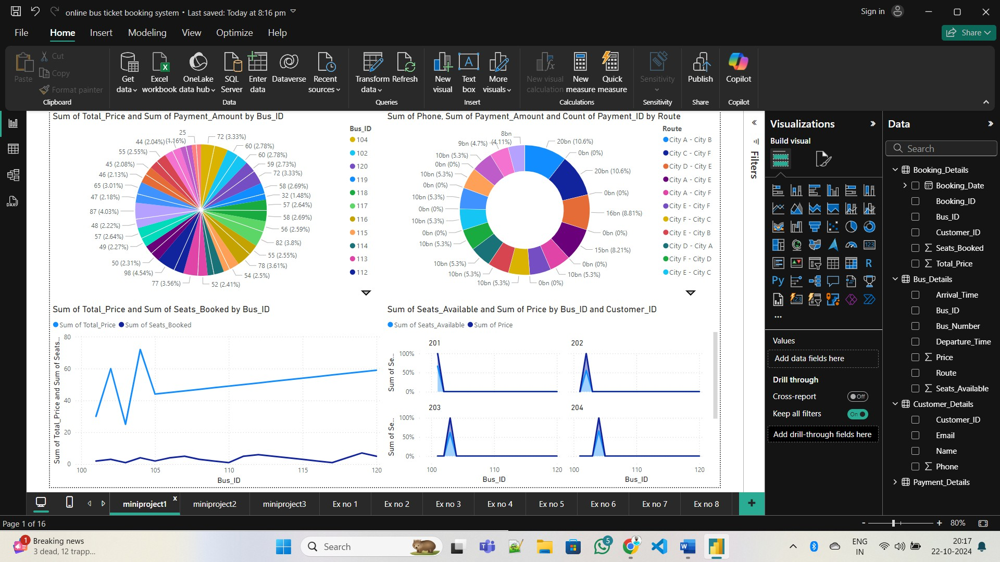 online bus ticket booking system • Last saved: Today at 8:16 pm
Sign in
File
Home
Insert
Modeling
View
Optimize
Help
Share
Paste
Cut
Copy
Format painter
Clipboard
Get data
Excel workbook
OneLake data hub
SQL Server
Enter data
Dataverse
Recent sources
Data
Transform data
Refresh
Queries
New visual
Text box
More visuals
Insert
New visual calculation
New measure
Quick measure
Calculations
Sensitivity
Sensitivity
Publish
Share
Copilot
Copilot
Sum of Total_Price and Sum of Payment_Amount by Bus_ID
25
72 (3.33%)
44 (2.04%)
(1.16%)
60 (2.78%)
55 (2.55%)
60 (2.78%)
45 (2.08%)
59 (2.73%)
46 (2.13%)
72 (3.33%)
65 (3.01%)
58 (2.69%)
47 (2.18%)
32 (1.48%)
57 (2.64%)
87 (4.03%)
58 (2.69%)
48 (2.22%)
56 (2.59%)
57 (2.64%)
82 (3.8%)
49 (2.27%)
55 (2.55%)
50 (2.31%)
78 (3.61%)
98 (4.54%)
54 (2.5%)
77 (3.56%)
52 (2.41%)
Bus_ID
104
102
120
119
118
117
116
115
114
113
112
Sum of Phone, Sum of Payment_Amount and Count of Payment_ID by Route
8bn
(4.11%)
9bn (4.7%)
20bn (10.6%)
10bn (5.3%)
0bn (0%)
0bn (0%)
20bn (10.6%)
10bn (5.3%)
0bn (0%)
0bn (0%)
10bn (5.3%)
0bn (0%)
16bn (8.81%)
10bn (5.3%)
0bn (0%)
0bn (0%)
10bn (5.3%)
15bn (8.21%)
10bn (5.3%)
0bn (0%)
10bn (5.3%)
10bn (5.3%)
10bn (5.3%)
0bn (0%)
Route
City A - City B
City C - City F
City D - City E
City A - City E
City A - City F
City E - City F
City F - City C
City E - City B
City D - City A
City F - City D
City E - City C
Sum of Total_Price and Sum of Seats_Booked by Bus_ID
Sum of Total_Price
Sum of Seats_Booked
Sum of Total_Price and Sum of Seats...
80
60
40
20
0
100
105
110
115
120
Bus_ID
Sum of Seats_Available and Sum of Price by Bus_ID and Customer_ID
Sum of Seats_Available
Sum of Price
201
202
Sum of Se...
100%
50%
0%
203
204
Sum of Se...
100%
50%
0%
100
110
120
100
110
120
Bus_ID
Bus_ID
Filters
Visualizations
Build visual
123
R
Py
123
...
Values
Add data fields here
Drill through
Cross-report
Off
Keep all filters
On
Add drill-through fields here
Data
Search
Booking_Details
Booking_Date
Booking_ID
Bus_ID
Customer_ID
Seats_Booked
Total_Price
Bus_Details
Arrival_Time
Bus_ID
Bus_Number
Departure_Time
Price
Route
Seats_Available
Customer_Details
Customer_ID
Email
Name
Phone
Payment_Details
DAX
miniproject1
x
miniproject2
miniproject3
Ex no 1
Ex no 2
Ex no 3
Ex no 4
Ex no 5
Ex no 6
Ex no 7
Ex no 8
+
Page 1 of 16
- + 80%
1
Breaking news
3 dead, 12 trapp...
Search
5
ENG
IN
20:17
22-10-2024